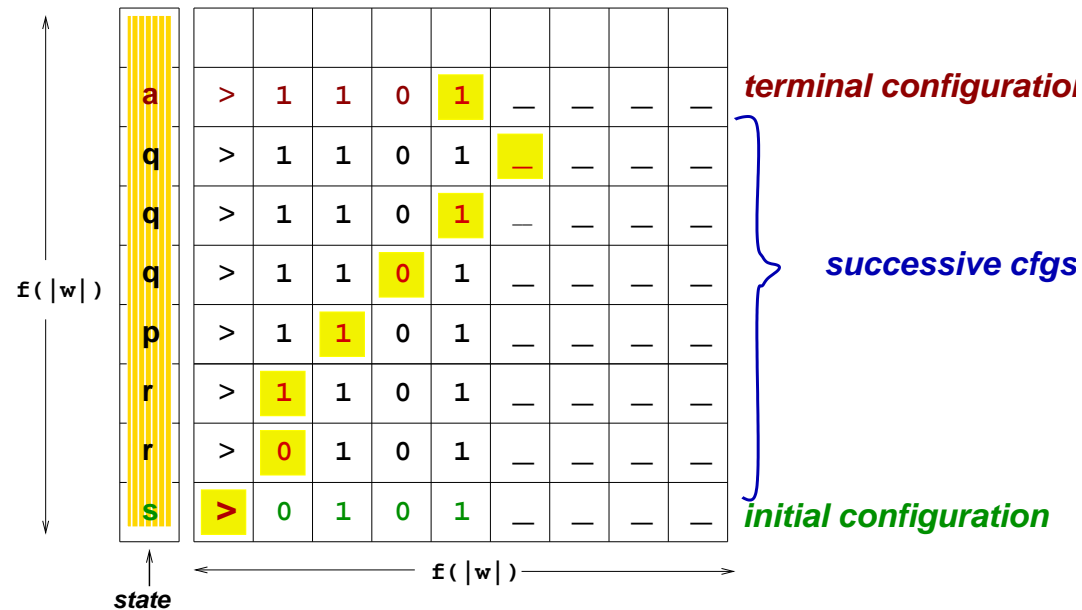 a > 1 1 0 1 _ _ _ _ terminal configuration
q > 1 1 0 1 _ _ _ _
q > 1 1 0 1 _ _ _ _
q > 1 1 0 1 _ _ _ _ successive cfgs
f(|w|)
p > 1 1 0 1 _ _ _ _
r > 1 1 0 1 _ _ _ _
r > 0 1 0 1 _ _ _ _
s > 0 1 0 1 _ _ _ _ initial configuration
f(|w|)
state